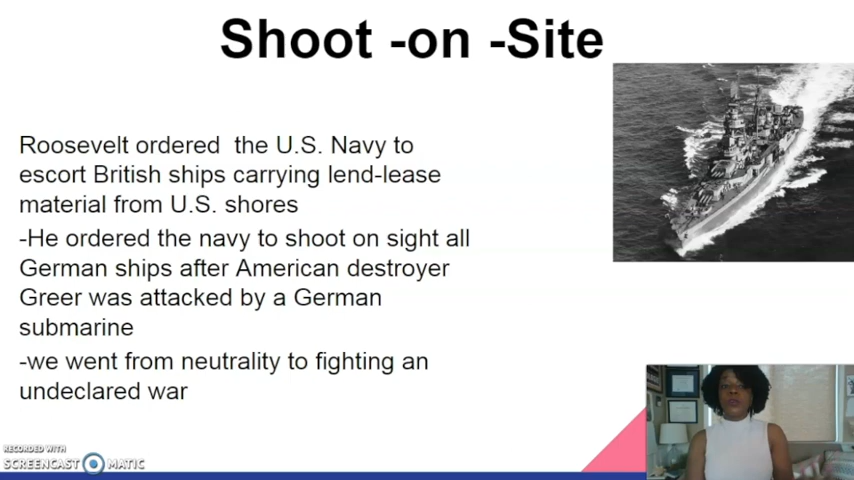 Shoot -on -Site
Roosevelt ordered the U.S. Navy to
escort British ships carrying lend-lease
material from U.S. shores
-He ordered the navy to shoot on sight all
German ships after American destroyer
Greer was attacked by a German
submarine
-we went from neutrality to fighting an
undeclared war
RECORDED WITH
SCREENCAST MATIC